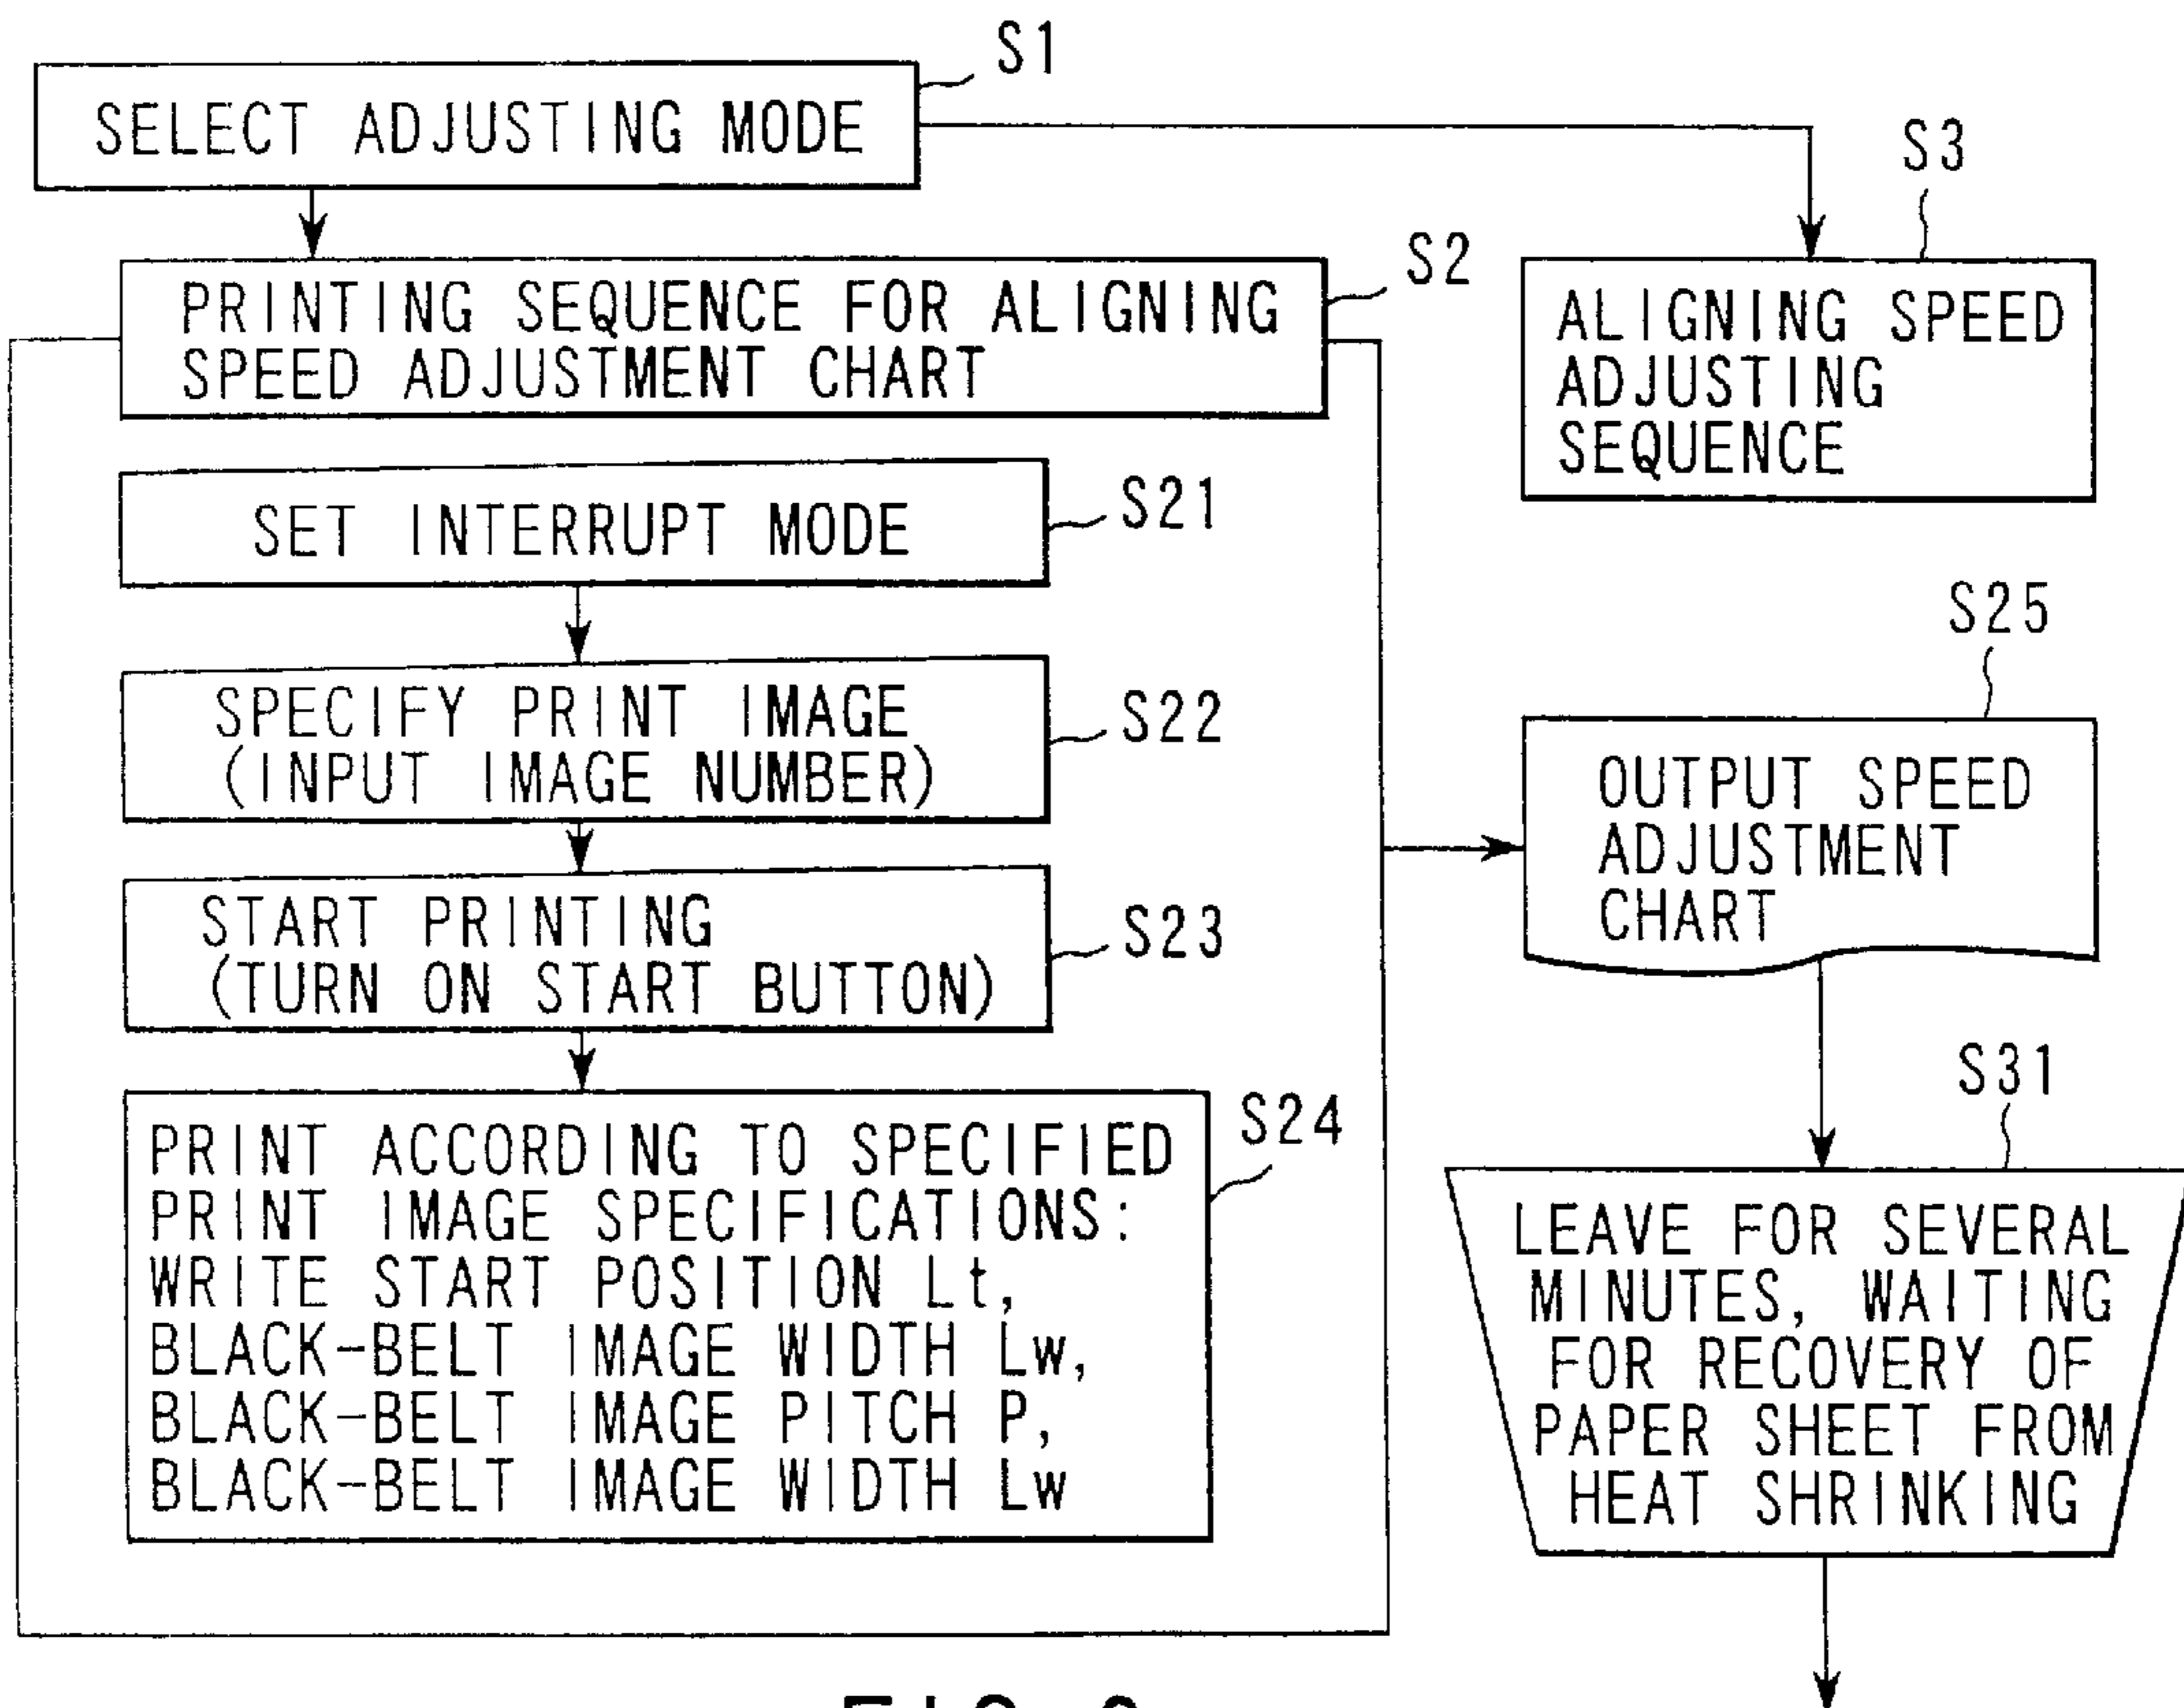 S1
SELECT ADJUSTING MODE
S3
S2
PRINTING SEQUENCE FOR ALIGNING
SPEED ADJUSTMENT CHART
ALIGNING SPEED
ADJUSTING
SEQUENCE
S21
SET INTERRUPT MODE
S22
SPECIFY PRINT IMAGE
(INPUT IMAGE NUMBER)
S23
START PRINTING
(TURN ON START BUTTON)
S24
PRINT ACCORDING TO SPECIFIED
PRINT IMAGE SPECIFICATIONS:
WRITE START POSITION Lt,
BLACK-BELT IMAGE WIDTH Lw,
BLACK-BELT IMAGE PITCH P,
BLACK-BELT IMAGE WIDTH Lw
S25
OUTPUT SPEED
ADJUSTMENT
CHART
S31
LEAVE FOR SEVERAL
MINUTES, WAITING
FOR RECOVERY OF
PAPER SHEET FROM
HEAT SHRINKING